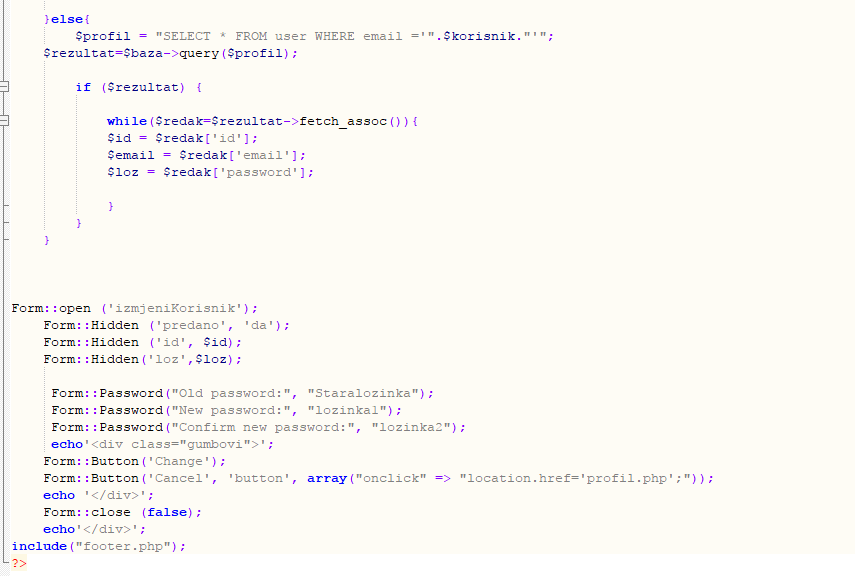 }else{
$profil = "SELECT * FROM user WHERE email ='".$korisnik."'";
$rezultat=$baza->query($profil);
if ($rezultat) {
while($redak=$rezultat->fetch_assoc()){
$id = $redak['id'];
$email = $redak['email'];
$loz = $redak['password'];
}
}
}
Form::open ('izmjeniKorisnik');
Form::Hidden ('predano', 'da');
Form::Hidden ('id', $id);
Form::Hidden('loz',$loz);
Form::Password("Old password:", "Staralozinka");
Form::Password("New password:", "lozinka1");
Form::Password("Confirm new password:", "lozinka2");
echo'<div class="gumbovi">';
Form::Button('Change');
Form::Button('Cancel', 'button', array("onclick" => "location.href='profil.php';"));
echo '</div>';
Form::close (false);
echo'</div>';
include("footer.php");
?>